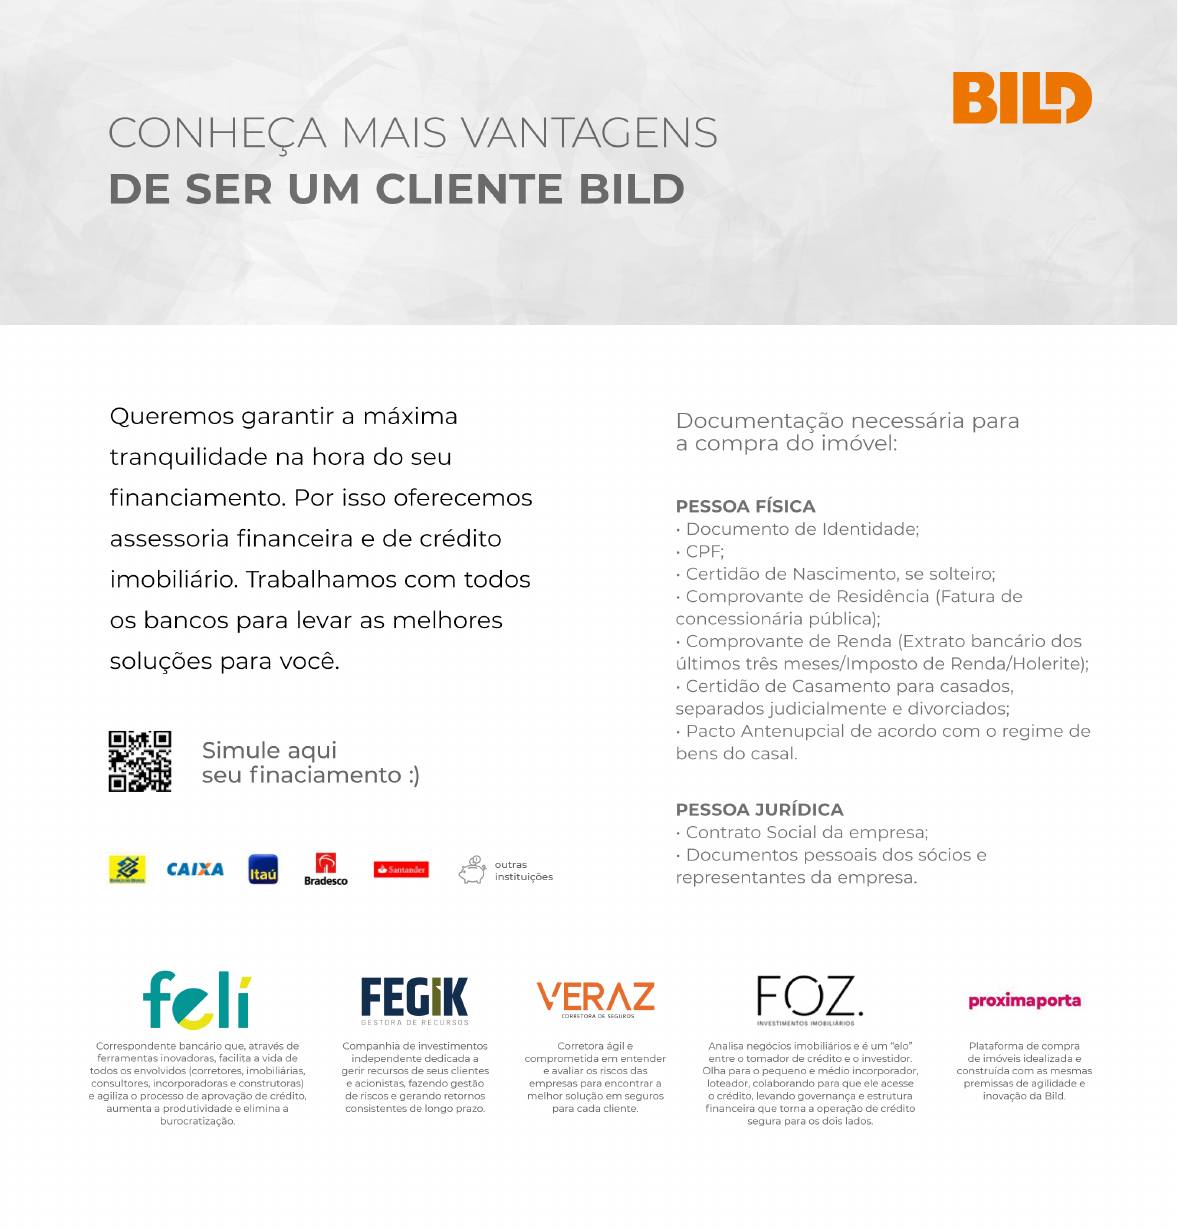 BILD
CONHEÇA MAIS VANTAGENS
DE SER UM CLIENTE BILD
Queremos garantir a máxima
tranquilidade na hora do seu
financiamento. Por isso oferecemos
assessoria financeira e de crédito
imobiliário. Trabalhamos com todos
os bancos para levar as melhores
soluções para você.
Simule aqui
seu finaciamento :)
BANCO DO BRASIL
CAIXA
Itaú
Bradesco
Santander
outras
instituições
Documentação necessária para
a compra do imóvel:
PESSOA FÍSICA
• Documento de Identidade;
• CPF;
• Certidão de Nascimento, se solteiro;
• Comprovante de Residência (Fatura de
concessionária pública);
• Comprovante de Renda (Extrato bancário dos
últimos três meses/Imposto de Renda/Holerite);
• Certidão de Casamento para casados,
separados judicialmente e divorciados;
• Pacto Antenupcial de acordo com o regime de
bens do casal.
PESSOA JURÍDICA
• Contrato Social da empresa;
• Documentos pessoais dos sócios e
representantes da empresa.
feli
Correspondente bancário que, através de
ferramentas inovadoras, facilita a vida de
todos os envolvidos (corretores, imobiliárias,
consultores, incorporadoras e construtoras)
e agiliza o processo de aprovação de crédito,
aumenta a produtividade e elimina a
burocratização.
FEGIK
GESTORA DE RECURSOS
Companhia de investimentos
independente dedicada a
gerir recursos de seus clientes
e acionistas, fazendo gestão
de riscos e gerando retornos
consistentes de longo prazo.
VERAZ
CORRETORA DE SEGUROS
Corretora ágil e
comprometida em entender
e avaliar os riscos das
empresas para encontrar a
melhor solução em seguros
para cada cliente.
FOZ.
INVESTIMENTOS IMOBILIÁRIOS
Analisa negócios imobiliários e é um “elo”
entre o tomador de crédito e o investidor.
Olha para o pequeno e médio incorporador,
loteador, colaborando para que ele acesse
o crédito, levando governança e estrutura
financeira que torna a operação de crédito
segura para os dois lados.
proximaporta
Plataforma de compra
de imóveis idealizada e
construída com as mesmas
premissas de agilidade e
inovação da Bild.